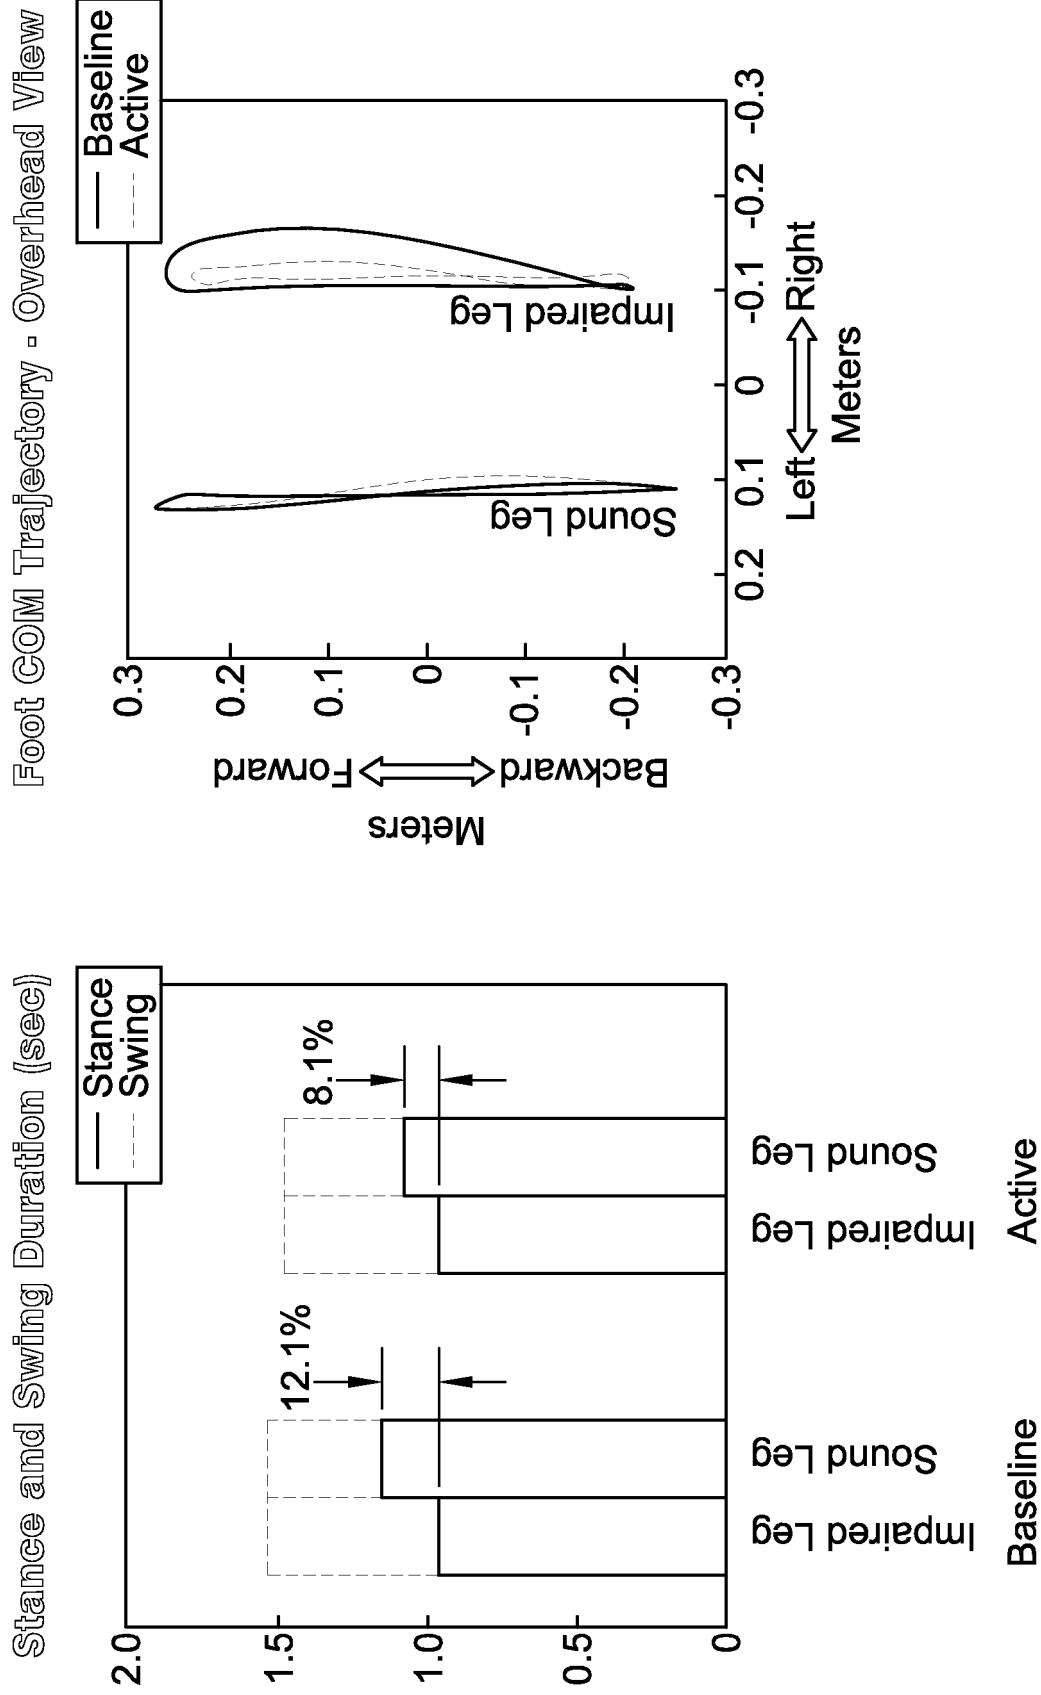 Stance and Swing Duration (sec)
Stance
Swing
2.0
1.5
1.0
0.5
0
12.1%
8.1%
Impaired Leg
Sound Leg
Impaired Leg
Sound Leg
Baseline
Active
Foot COM Trajectory - Overhead View
Baseline
Active
Meters
Forward
Backward
0.3
0.2
0.1
0
-0.1
-0.2
-0.3
Sound Leg
Impaired Leg
0.2
0.1
0
-0.1
-0.2
-0.3
Left
Right
Meters